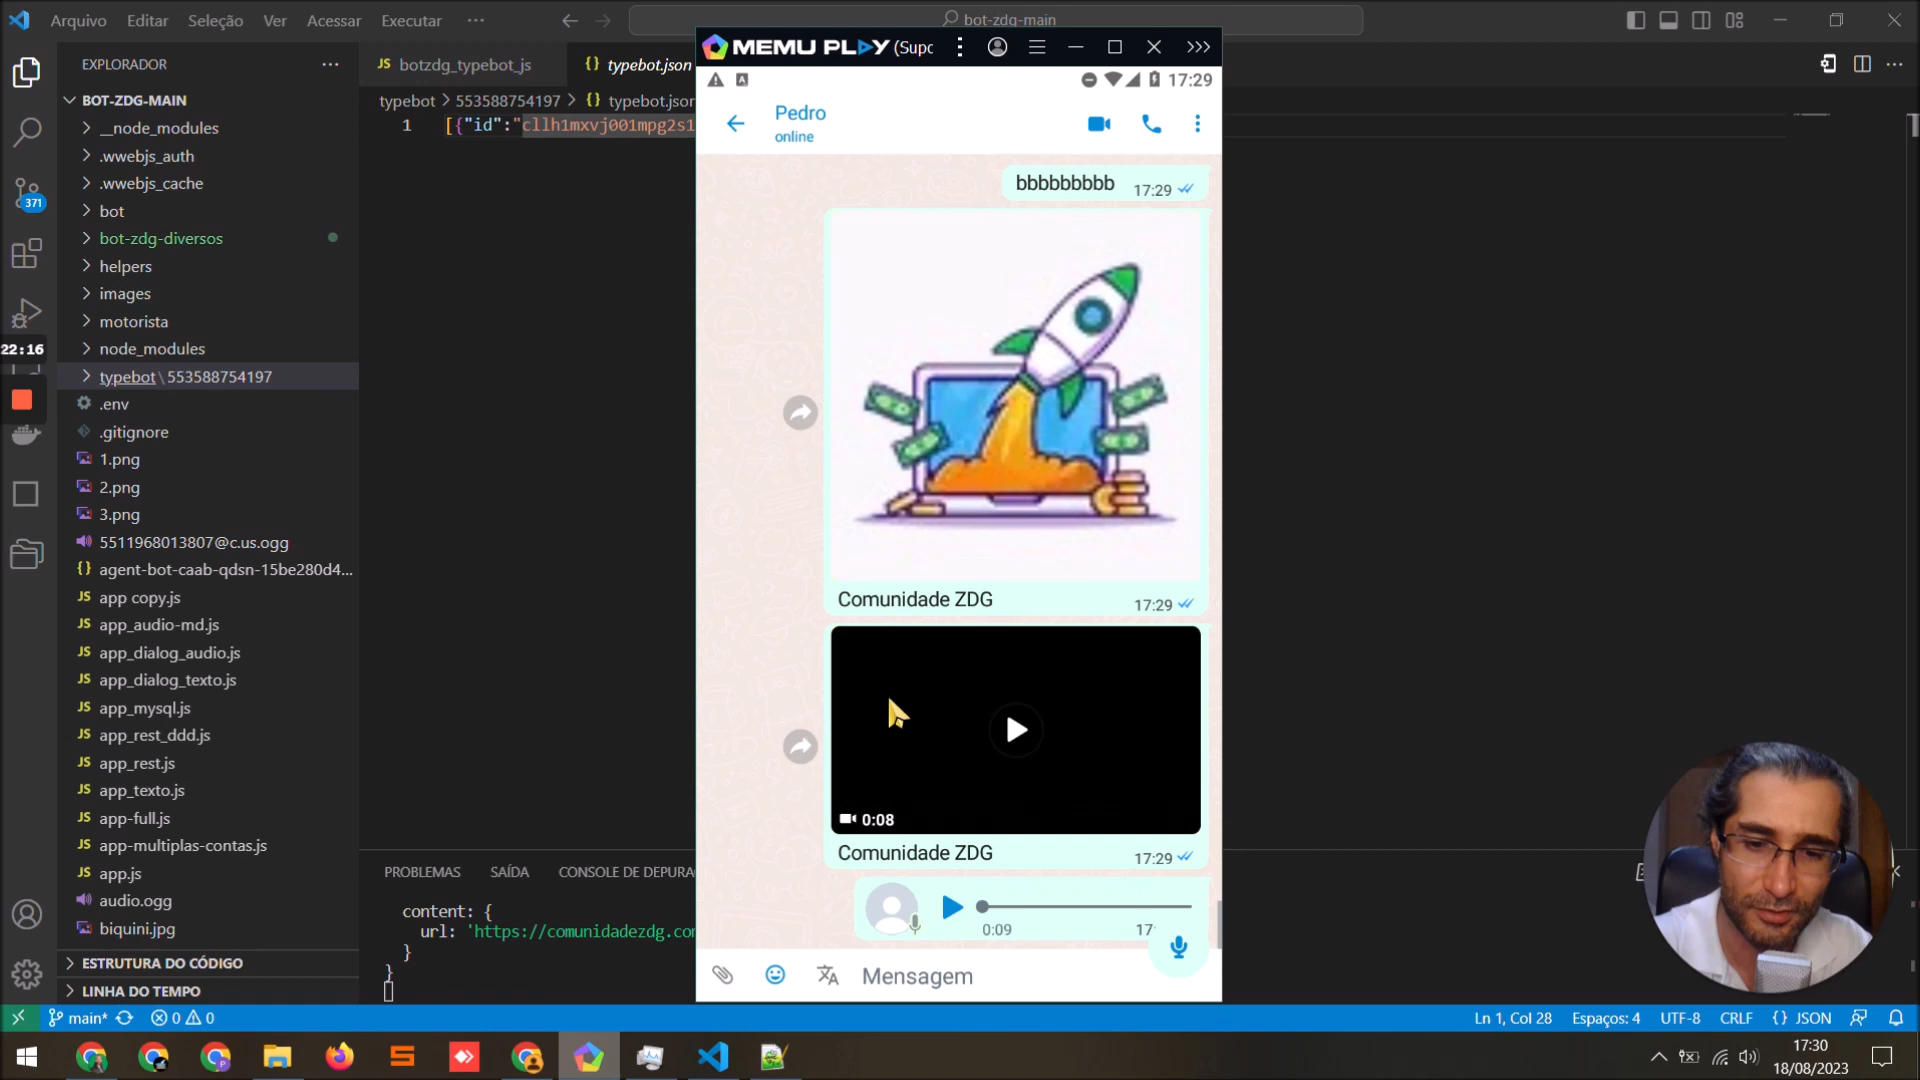 Arquivo Editar Seleção Ver Acessar Executar ···
bot-zdg-main
EXPLORADOR
BOT-ZDG-MAIN
__node_modules
.wwebjs_auth
.wwebjs_cache
bot
bot-zdg-diversos
helpers
images
motorista
node_modules
typebot\553588754197
.env
.gitignore
1.png
2.png
3.png
5511968013807@c.us.ogg
agent-bot-caab-qdsn-15be280d4...
app copy.js
app_audio-md.js
app_dialog_audio.js
app_dialog_texto.js
app_mysql.js
app_rest_ddd.js
app_rest.js
app_texto.js
app-full.js
app-multiplas-contas.js
app.js
audio.ogg
biquini.jpg
ESTRUTURA DO CÓDIGO
LINHA DO TEMPO
371
22:16
JS botzdg_typebot_js
{} typebot.json
typebot > 553588754197 > {} typebot.json
1 [{"id":"cllh1mxvj001mpg2s1
MEMU PLAY (Supo
17:29
Pedro
online
bbbbbbbbb 17:29
Comunidade ZDG 17:29
0:08
Comunidade ZDG 17:29
0:09 17:
Mensagem
PROBLEMAS SAÍDA CONSOLE DE DEPURA
content: {
url: 'https://comunidadezdg.com
}
}
main* 0 0
Ln 1, Col 28 Espaços: 4 UTF-8 CRLF {} JSON
17:30
18/08/2023